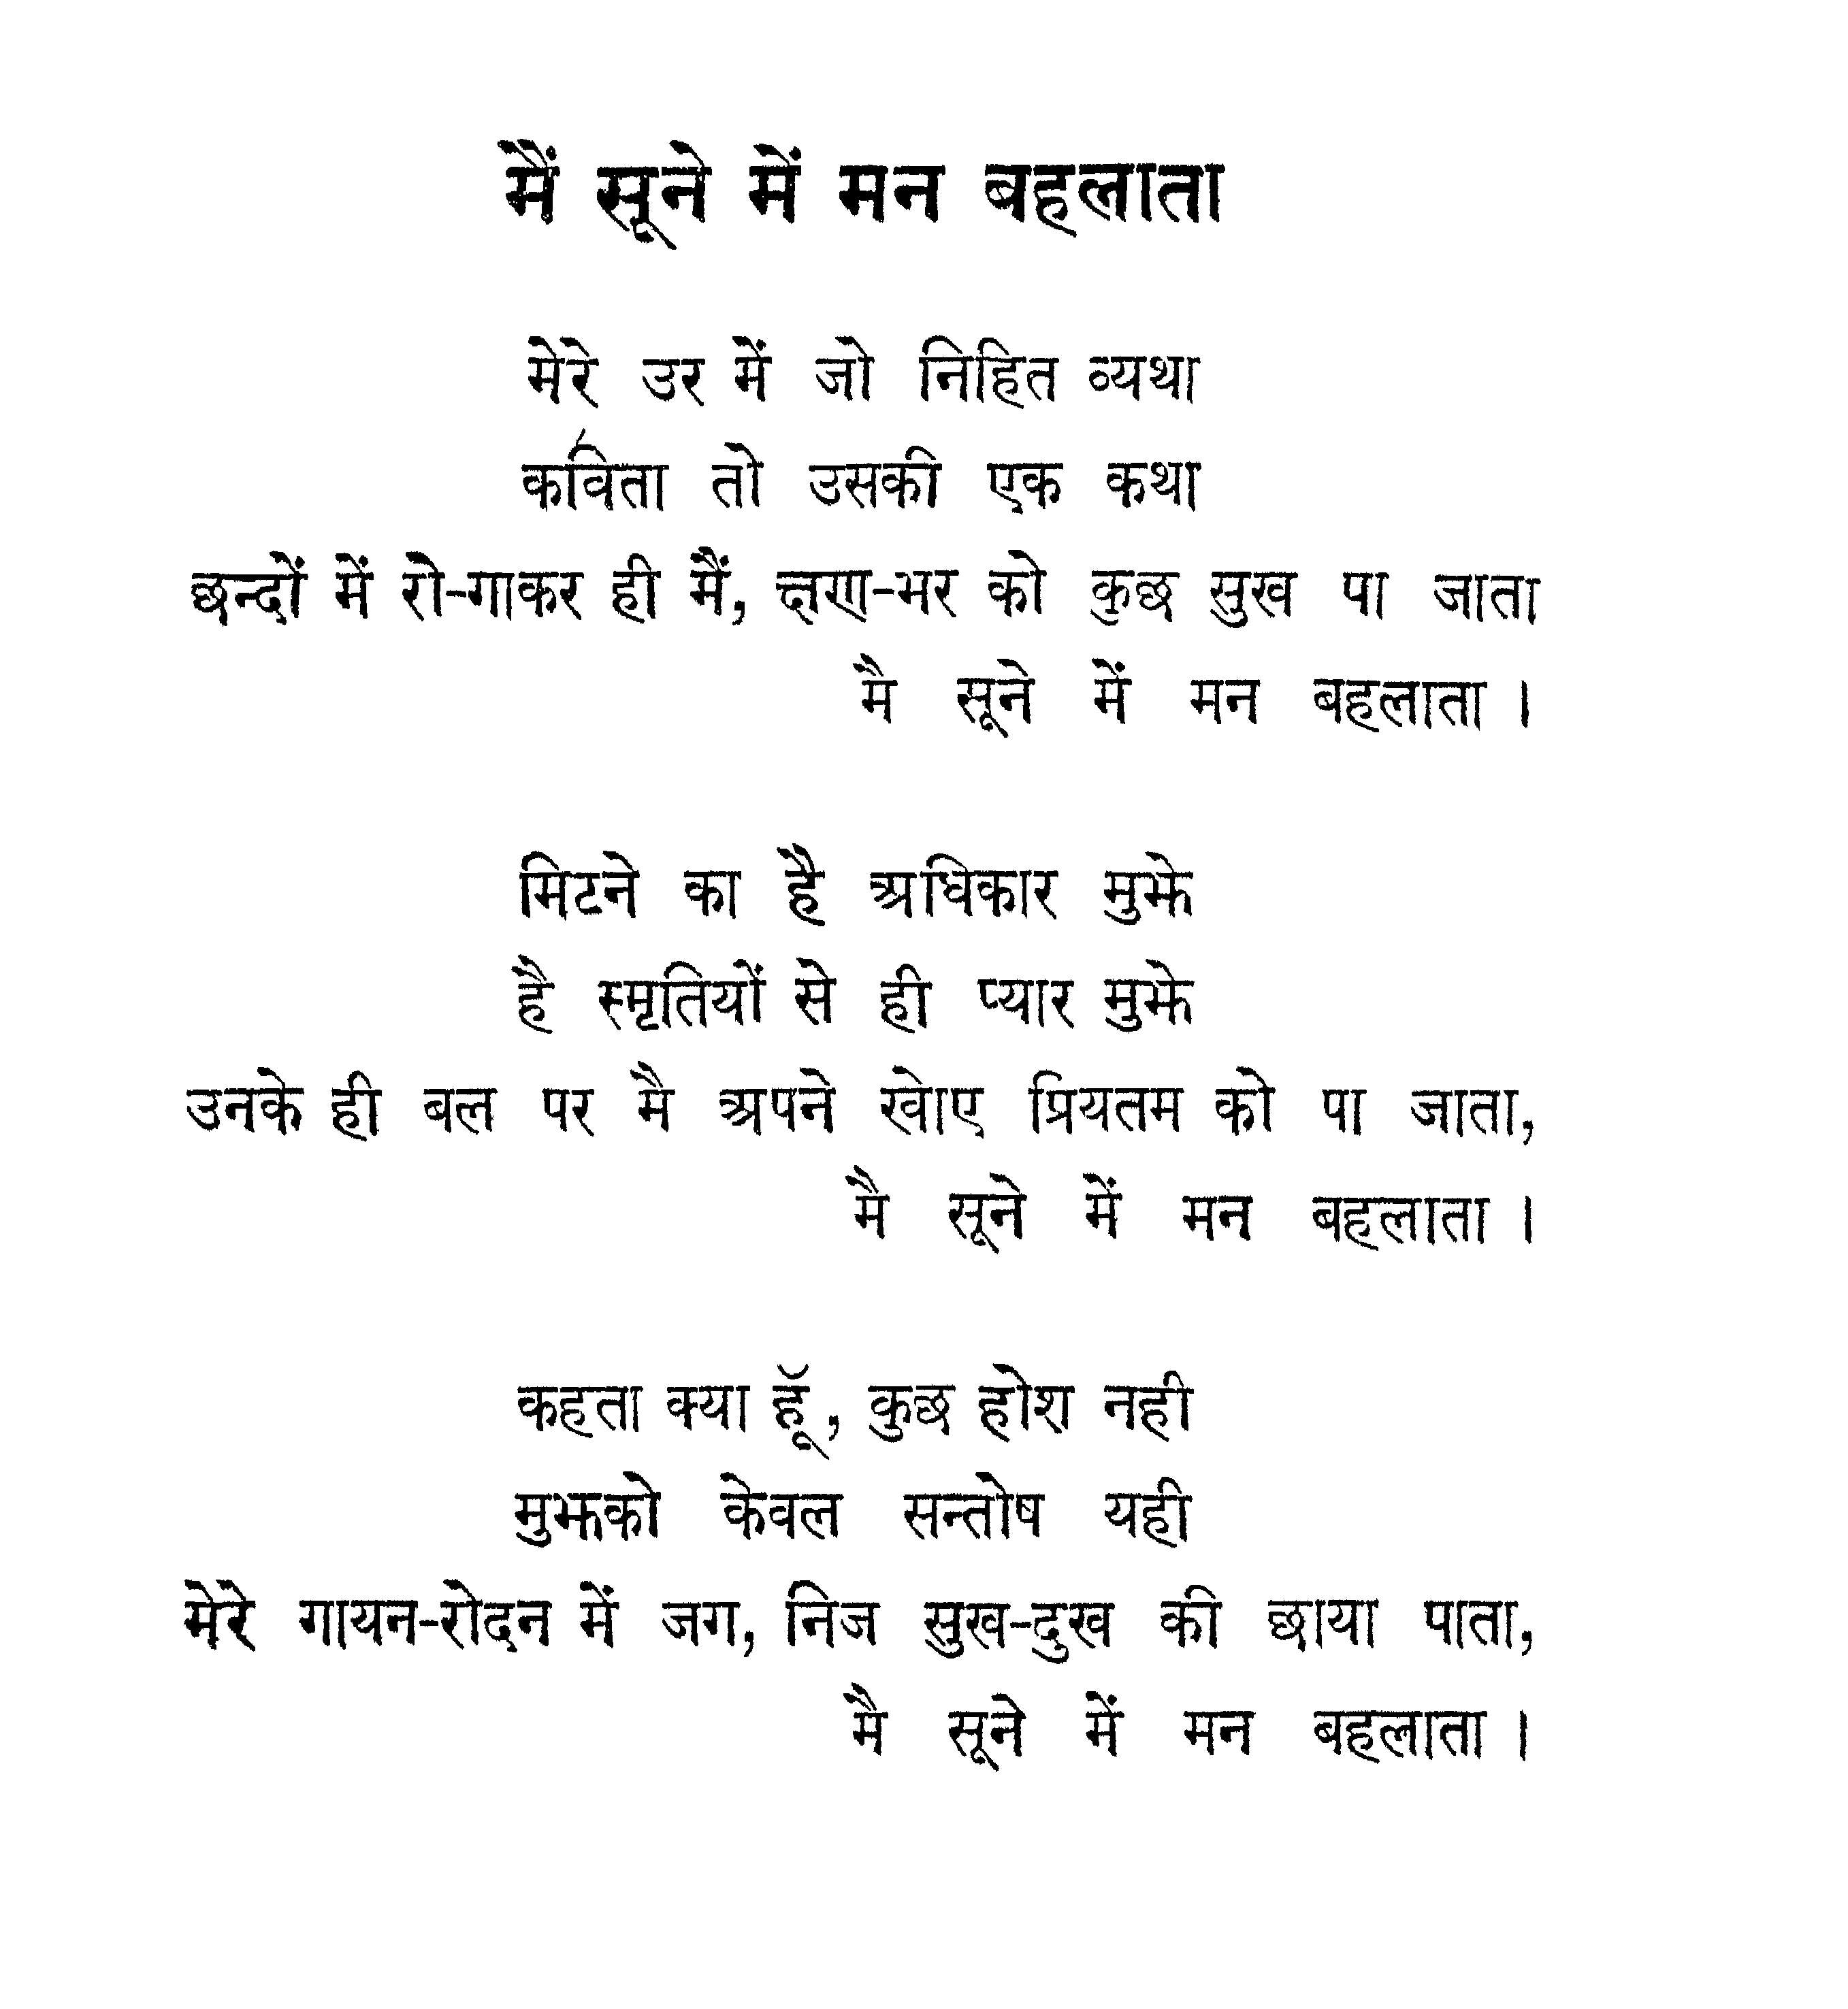 मैं सूने में मन बहलाता
मेरे उर में जो निहित व्यथा
कविता तो उसकी एक कथा
छन्दों में रो-गाकर ही मैं, क्षण-भर को कुछ सुख पा जाता
मै सूने में मन बहलाता ।
मिटने का है अधिकार मुझे
है स्मृतियों से ही प्यार मुझे
उनके ही बल पर मै अपने खोए प्रियतम को पा जाता,
मै सूने में मन बहलाता ।
कहता क्या हूॅ, कुछ होश नही
मुझको केवल सन्तोष यही
मेरे गायन-रोदन में जग, निज सुख-दुख की छाया पाता,
मै सूने में मन बहलाता ।